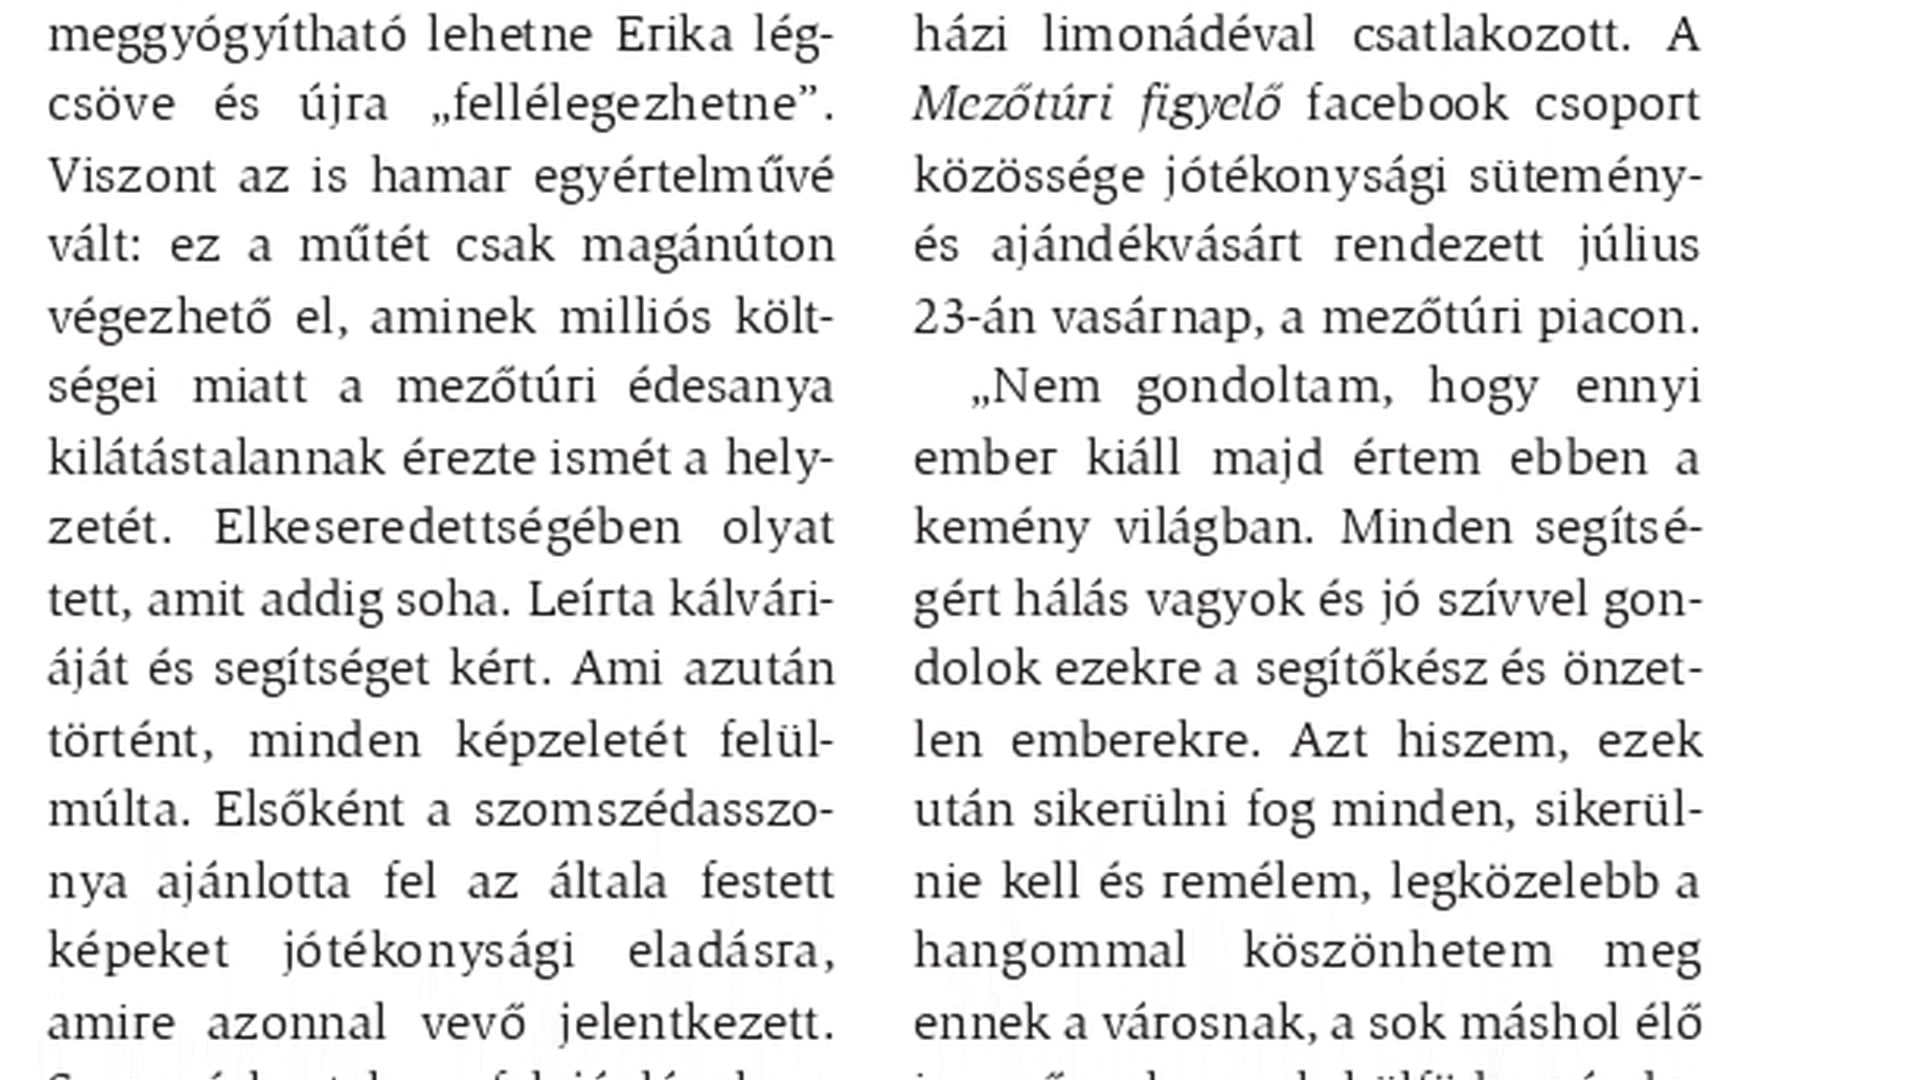 meggyógyítható lehetne Erika lég-
csöve és újra „fellélegezhetne”.
Viszont az is hamar egyértelművé
vált: ez a műtét csak magánúton
végezhető el, aminek milliós költ-
ségei miatt a mezőtúri édesanya
kilátástalannak érezte ismét a hely-
zetét. Elkeseredettségében olyat
tett, amit addig soha. Leírta kálvári-
áját és segítséget kért. Ami azután
történt, minden képzeletét felül-
múlta. Elsőként a szomszédasszo-
nya ajánlotta fel az általa festett
képeket jótékonysági eladásra,
amire azonnal vevő jelentkezett.
házi limonádéval csatlakozott. A
Mezőtúri figyelő facebook csoport
közössége jótékonysági sütemény-
és ajándékvásárt rendezett július
23-án vasárnap, a mezőtúri piacon.
„Nem gondoltam, hogy ennyi
ember kiáll majd értem ebben a
kemény világban. Minden segítsé-
gért hálás vagyok és jó szívvel gon-
dolok ezekre a segítőkész és önzet-
len emberekre. Azt hiszem, ezek
után sikerülni fog minden, sikerül-
nie kell és remélem, legközelebb a
hangommal köszönhetem meg
ennek a városnak, a sok máshol élő